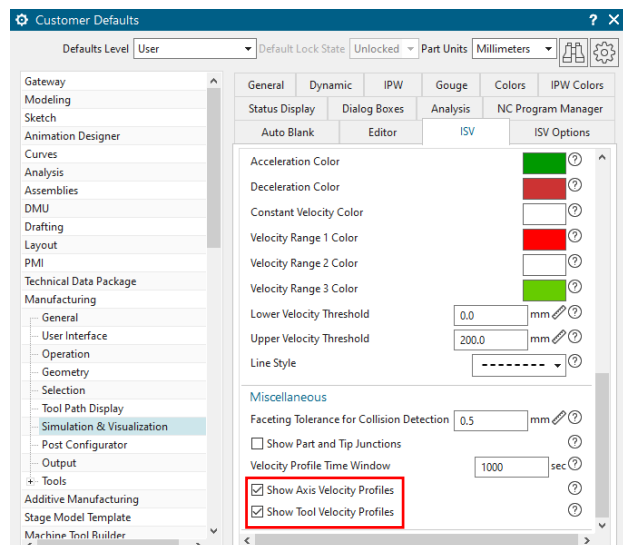 Customer Defaults
? X
Defaults Level User Default Lock State Unlocked Part Units Millimeters
Gateway
Modeling
Sketch
Animation Designer
Curves
Analysis
Assemblies
DMU
Drafting
Layout
PMI
Technical Data Package
Manufacturing
General
User Interface
Operation
Geometry
Selection
Tool Path Display
Simulation & Visualization
Post Configurator
Output
Tools
Additive Manufacturing
Stage Model Template
Machine Tool Builder
General Dynamic IPW Gouge Colors IPW Colors
Status Display Dialog Boxes Analysis NC Program Manager
Auto Blank Editor ISV ISV Options
Acceleration Color ?
Deceleration Color ?
Constant Velocity Color ?
Velocity Range 1 Color ?
Velocity Range 2 Color ?
Velocity Range 3 Color ?
Lower Velocity Threshold 0.0 mm ?
Upper Velocity Threshold 200.0 mm ?
Line Style ?
Miscellaneous
Faceting Tolerance for Collision Detection 0.5 mm ?
Show Part and Tip Junctions ?
Velocity Profile Time Window 1000 sec ?
Show Axis Velocity Profiles ?
Show Tool Velocity Profiles ?